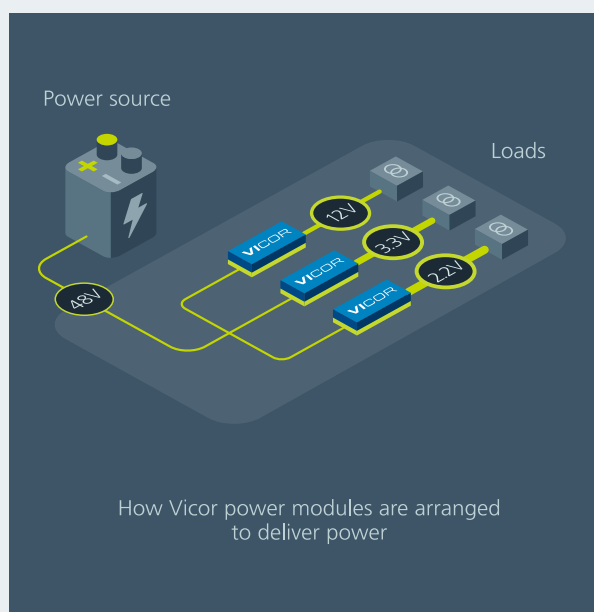 Power source
Loads
12V
VICOR
3.3V
VICOR
2.2V
VICOR
48V
How Vicor power modules are arranged
to deliver power